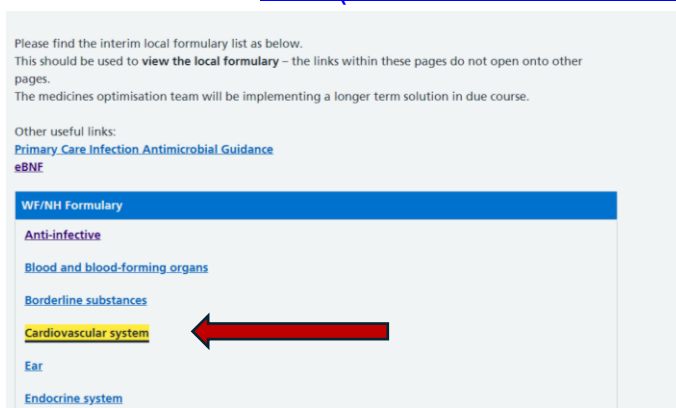 Please find the interim local formulary list as below.
This should be used to view the local formulary – the links within these pages do not open onto other
pages.
The medicines optimisation team will be implementing a longer term solution in due course.
Other useful links:
Primary Care Infection Antimicrobial Guidance
eBNF
WF/NH Formulary
Anti-infective
Blood and blood-forming organs
Borderline substances
Cardiovascular system
Ear
Endocrine system